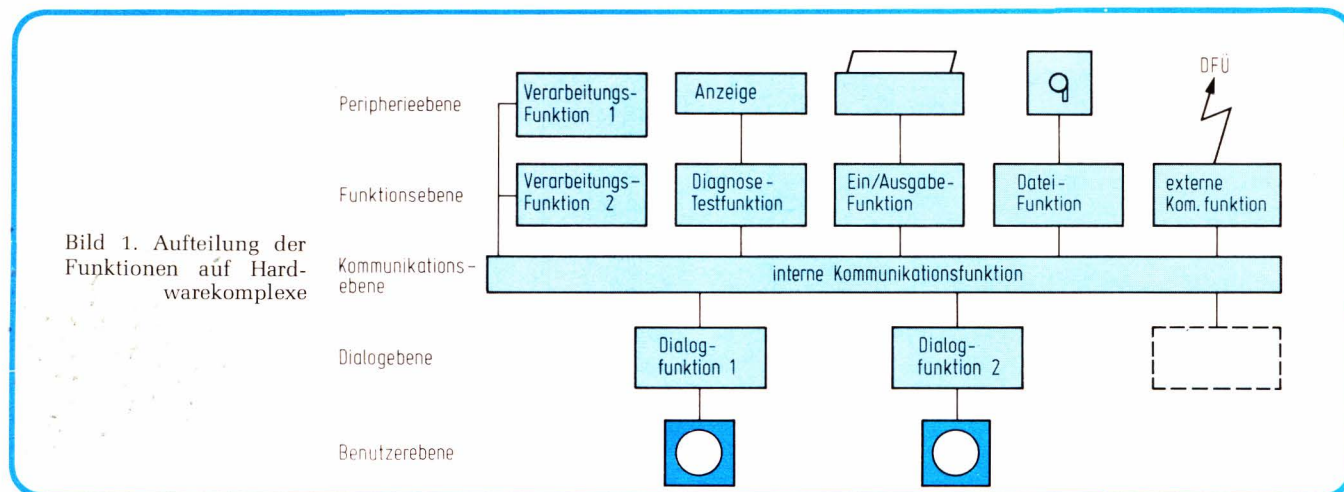 Bild 1. Aufteilung der
Funktionen auf Hard-
warekomplexe
Peripherieebene
Verarbeitungs-
Funktion 1
Anzeige
DFÜ
Funktionsebene
Verarbeitungs-
Funktion 2
Diagnose-
Testfunktion
Ein/Ausgabe-
Funktion
Datei-
Funktion
externe
Kom.funktion
Kommunikations-
ebene
interne Kommunikationsfunktion
Dialogebene
Dialog-
funktion 1
Dialog-
funktion 2
Benutzerebene